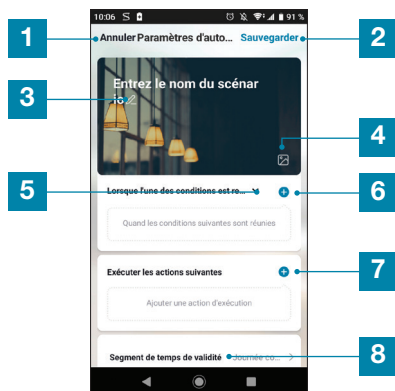 10:06 S 91 %
1
Annuler Paramètres d'auto... Sauvegarder
2
Entrez le nom du scénar
io
3
4
5
Lorsque l'une des conditions est re...
6
Quand les conditions suivantes sont réunies
Exécuter les actions suivantes
7
Ajouter une action d'exécution
Segment de temps de validité
Journée co...
8